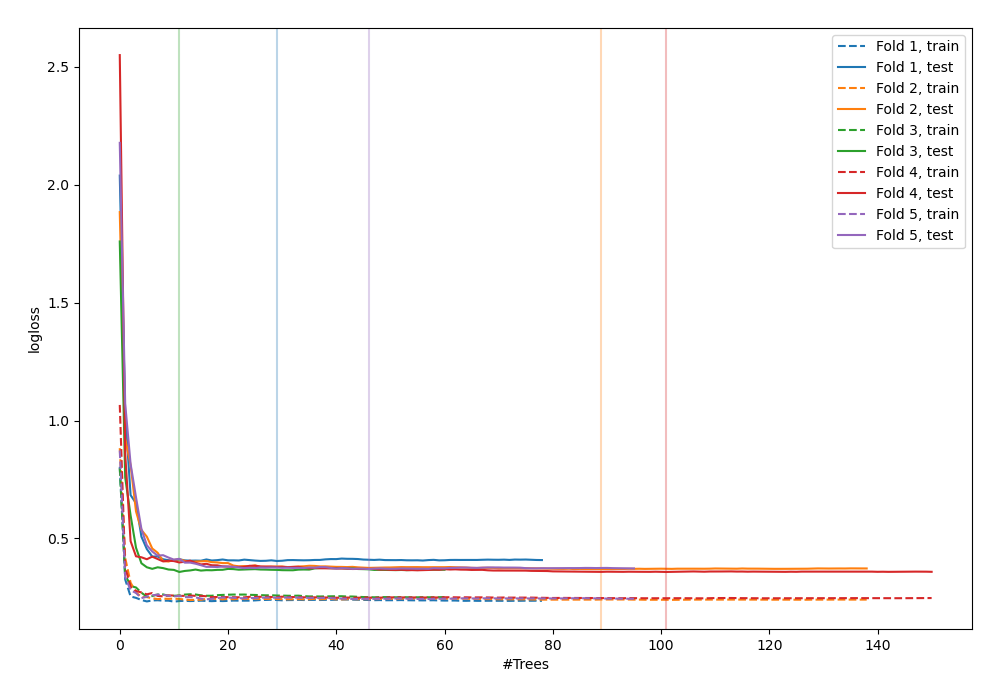 2.5
2.0
1.5
1.0
0.5
logloss
0
20
40
60
80
100
120
140
#Trees
Fold 1, train
Fold 1, test
Fold 2, train
Fold 2, test
Fold 3, train
Fold 3, test
Fold 4, train
Fold 4, test
Fold 5, train
Fold 5, test